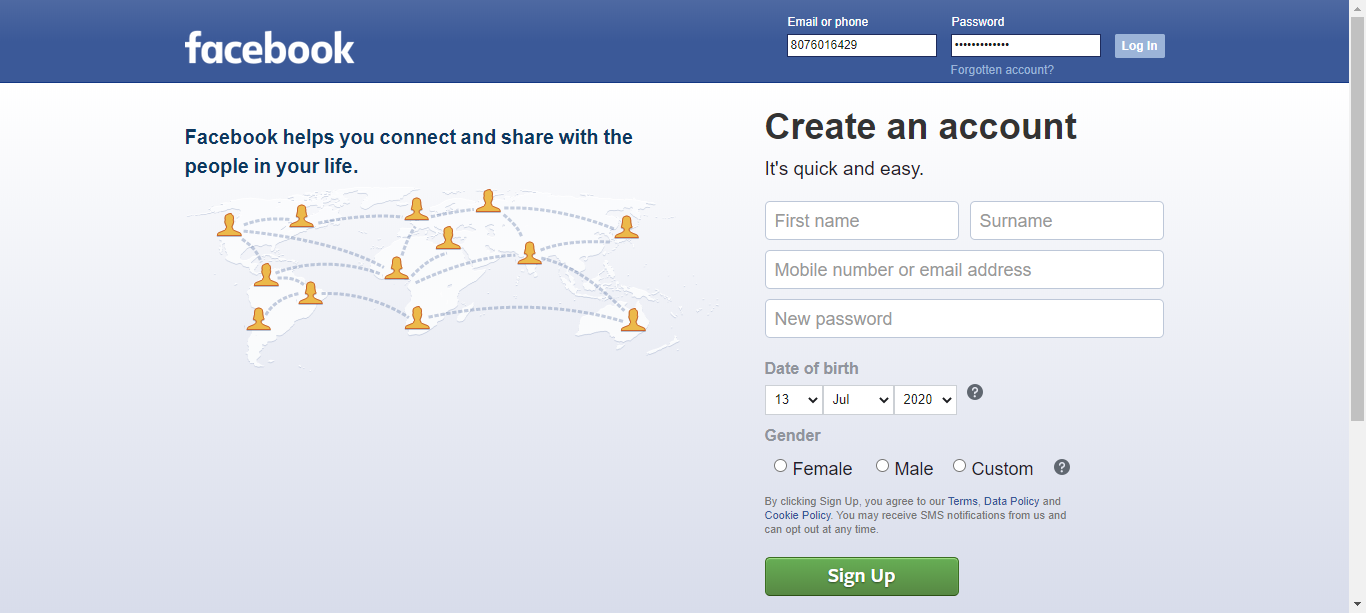 facebook
Email or phone
Password
8076016429
•••••••••••••
Log In
Forgotten account?
Facebook helps you connect and share with the
people in your life.
Create an account
It's quick and easy.
First name
Surname
Mobile number or email address
New password
Date of birth
13
Jul
2020
?
Gender
Female
Male
Custom
?
By clicking Sign Up, you agree to our Terms, Data Policy and
Cookie Policy. You may receive SMS notifications from us and
can opt out at any time.
Sign Up